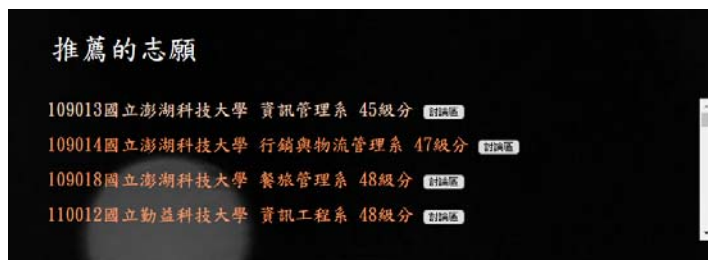 推薦的志願
109013國立澎湖科技大學 資訊管理系 45級分 討論區
109014國立澎湖科技大學 行銷與物流管理系 47級分 討論區
109018國立澎湖科技大學 餐旅管理系 48級分 討論區
110012國立勤益科技大學 資訊工程系 48級分 討論區